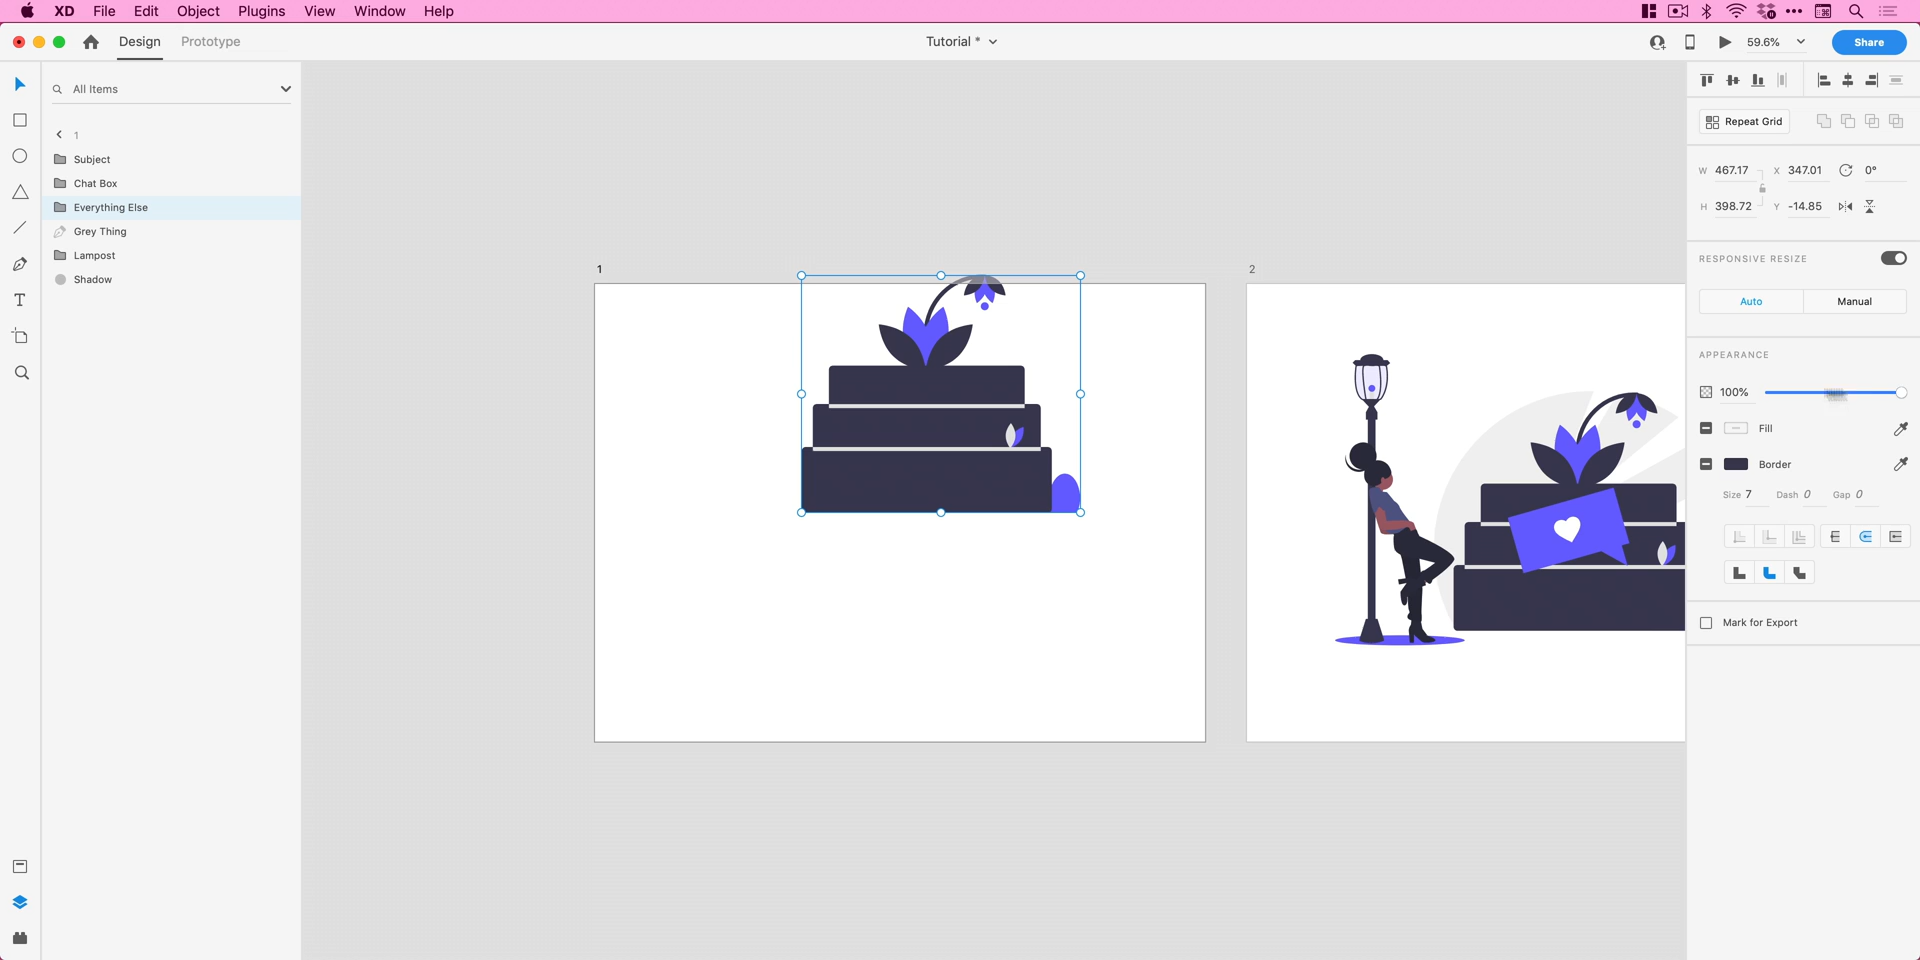 XD File Edit Object Plugins View Window Help
Design Prototype Tutorial * 59.6% Share
All Items
1
Subject
Chat Box
Everything Else
Grey Thing
Lampost
Shadow
1
2
Repeat Grid
W 467.17 X 347.01 0°
H 398.72 Y -14.85
RESPONSIVE RESIZE
Auto Manual
APPEARANCE
100%
Fill
Border
Size 7 Dash 0 Gap 0
Mark for Export